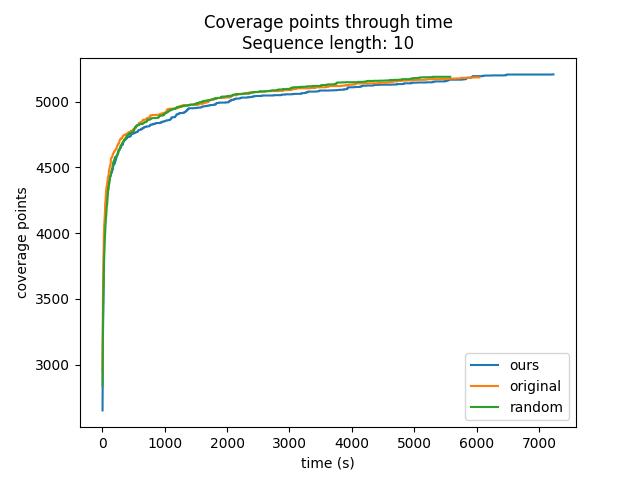 Coverage points through time
Sequence length: 10
coverage points
5000
4500
4000
3500
3000
ours
original
random
0 1000 2000 3000 4000 5000 6000 7000
time (s)